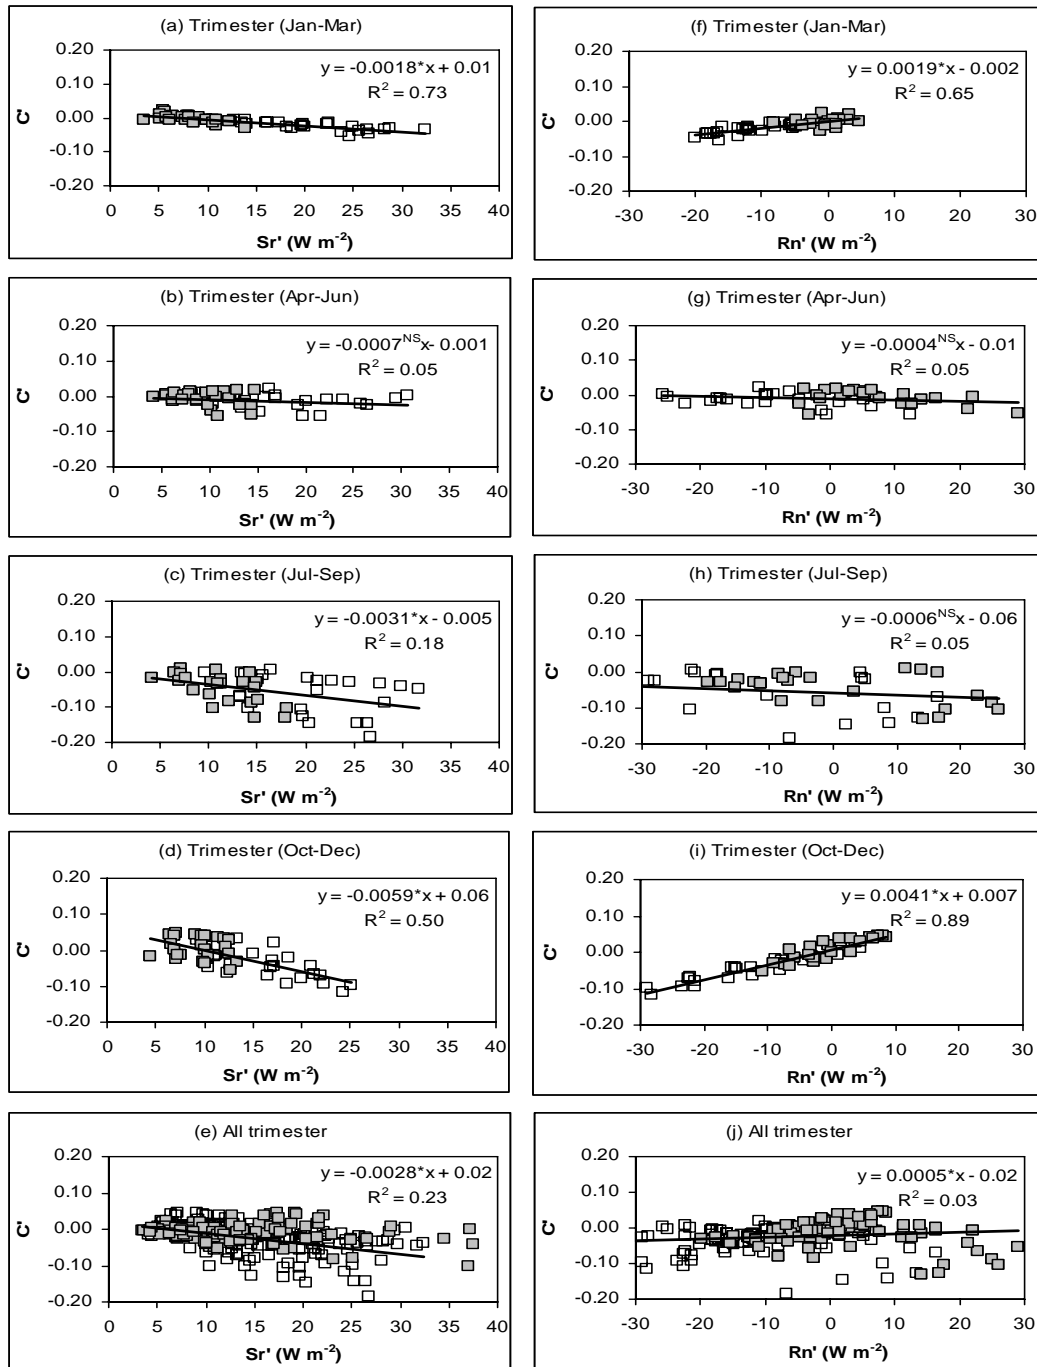 (a) Trimester (Jan-Mar)
y = -0.0018*x + 0.01
R² = 0.73
0.20
0.10
0.00
-0.10
-0.20
C'
0 5 10 15 20 25 30 35 40
Sr' (W m⁻²)
(f) Trimester (Jan-Mar)
y = 0.0019*x - 0.002
R² = 0.65
0.20
0.10
0.00
-0.10
-0.20
C'
-30 -20 -10 0 10 20 30
Rn' (W m⁻²)
(b) Trimester (Apr-Jun)
y = -0.0007ᴺˢx- 0.001
R² = 0.05
0.20
0.10
0.00
-0.10
-0.20
C'
0 5 10 15 20 25 30 35 40
Sr' (W m⁻²)
(g) Trimester (Apr-Jun)
y = -0.0004ᴺˢx - 0.01
R² = 0.05
0.20
0.10
0.00
-0.10
-0.20
C'
-30 -20 -10 0 10 20 30
Rn' (W m⁻²)
(c) Trimester (Jul-Sep)
y = -0.0031*x - 0.005
R² = 0.18
0.20
0.10
0.00
-0.10
-0.20
C'
0 5 10 15 20 25 30 35 40
Sr' (W m⁻²)
(h) Trimester (Jul-Sep)
y = -0.0006ᴺˢx - 0.06
R² = 0.05
0.20
0.10
0.00
-0.10
-0.20
C'
-30 -20 -10 0 10 20 30
Rn' (W m⁻²)
(d) Trimester (Oct-Dec)
y = -0.0059*x + 0.06
R² = 0.50
0.20
0.10
0.00
-0.10
-0.20
C'
0 5 10 15 20 25 30 35 40
Sr' (W m⁻²)
(i) Trimester (Oct-Dec)
y = 0.0041*x + 0.007
R² = 0.89
0.20
0.10
0.00
-0.10
-0.20
C'
-30 -20 -10 0 10 20 30
Rn' (W m⁻²)
(e) All trimester
y = -0.0028*x + 0.02
R² = 0.23
0.20
0.10
0.00
-0.10
-0.20
C'
0 5 10 15 20 25 30 35 40
Sr' (W m⁻²)
(j) All trimester
y = 0.0005*x - 0.02
R² = 0.03
0.20
0.10
0.00
-0.10
-0.20
C'
-30 -20 -10 0 10 20 30
Rn' (W m⁻²)